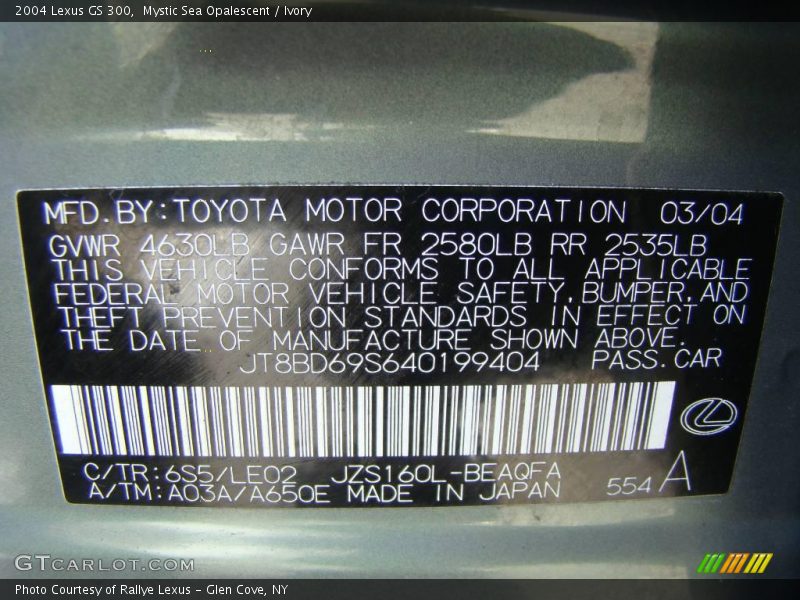 2004 Lexus GS 300, Mystic Sea Opalescent / Ivory
MFD.BY:TOYOTA MOTOR CORPORATION 03/04
GVWR 4630LB GAWR FR 2580LB RR 2535LB
THIS VEHICLE CONFORMS TO ALL APPLICABLE
FEDERAL MOTOR VEHICLE SAFETY,BUMPER,AND
THEFT PREVENTION STANDARDS IN EFFECT ON
THE DATE OF MANUFACTURE SHOWN ABOVE.
JT8BD69S640199404 PASS.CAR
C/TR:6S5/LE02 JZS160L-BEAQFA
A/TM:A03A/A650E MADE IN JAPAN 554 A
GTCARLOT.COM
Photo Courtesy of Rallye Lexus - Glen Cove, NY